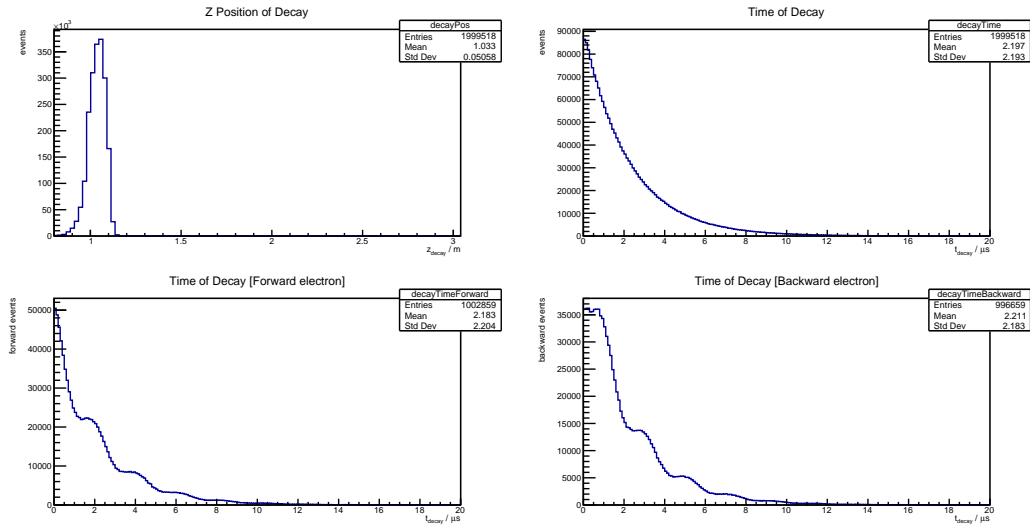 Z Position of Decay
×10³
decayPos
Entries 1999518
Mean 1.033
Std Dev 0.05058
events
350
300
250
200
150
100
50
0
1 1.5 2 2.5 3
z decay / m
Time of Decay
decayTime
Entries 1999518
Mean 2.197
Std Dev 2.193
events
90000
80000
70000
60000
50000
40000
30000
20000
10000
0
0 2 4 6 8 10 12 14 16 18 20
t decay / μs
Time of Decay [Forward electron]
decayTimeForward
Entries 1002859
Mean 2.183
Std Dev 2.204
forward events
50000
40000
30000
20000
10000
0
0 2 4 6 8 10 12 14 16 18 20
t decay / μs
Time of Decay [Backward electron]
decayTimeBackward
Entries 996659
Mean 2.211
Std Dev 2.183
backward events
35000
30000
25000
20000
15000
10000
5000
0
0 2 4 6 8 10 12 14 16 18 20
t decay / μs